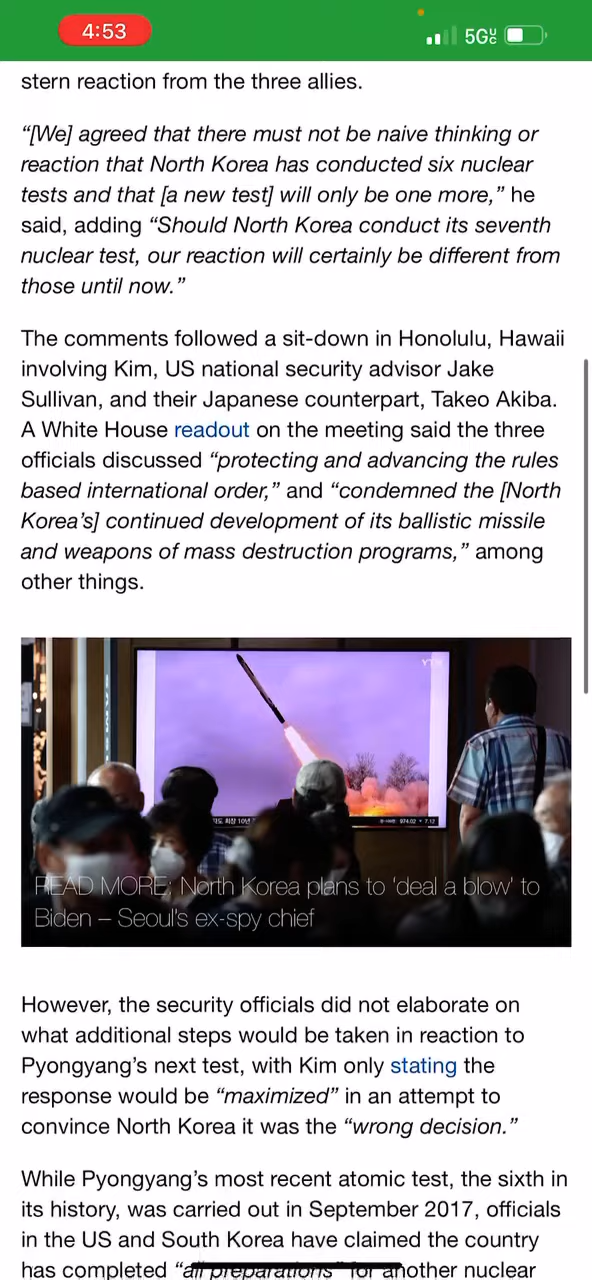 4:53
5G
stern reaction from the three allies.
“[We] agreed that there must not be naive thinking or
reaction that North Korea has conducted six nuclear
tests and that [a new test] will only be one more,” he
said, adding “Should North Korea conduct its seventh
nuclear test, our reaction will certainly be different from
those until now.”
The comments followed a sit-down in Honolulu, Hawaii
involving Kim, US national security advisor Jake
Sullivan, and their Japanese counterpart, Takeo Akiba.
A White House readout on the meeting said the three
officials discussed “protecting and advancing the rules
based international order,” and “condemned the [North
Korea’s] continued development of its ballistic missile
and weapons of mass destruction programs,” among
other things.
YTN
READ MORE: North Korea plans to 'deal a blow' to
Biden – Seoul's ex-spy chief
However, the security officials did not elaborate on
what additional steps would be taken in reaction to
Pyongyang’s next test, with Kim only stating the
response would be “maximized” in an attempt to
convince North Korea it was the “wrong decision.”
While Pyongyang’s most recent atomic test, the sixth in
its history, was carried out in September 2017, officials
in the US and South Korea have claimed the country
has completed “all preparations” for another nuclear